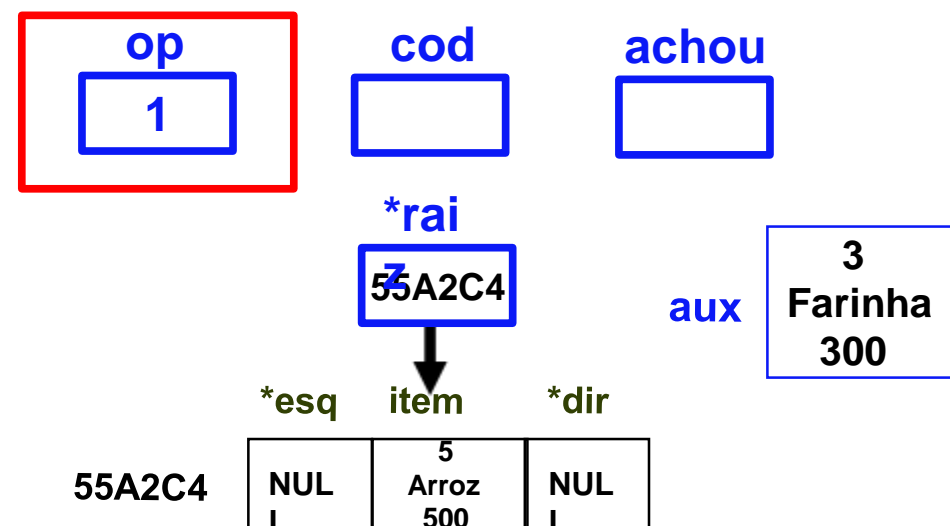 op cod achou
1
*rai
z
55A2C4
aux
3
Farinha
300
*esq item *dir
55A2C4
NUL
L
5
Arroz
500
NUL
L